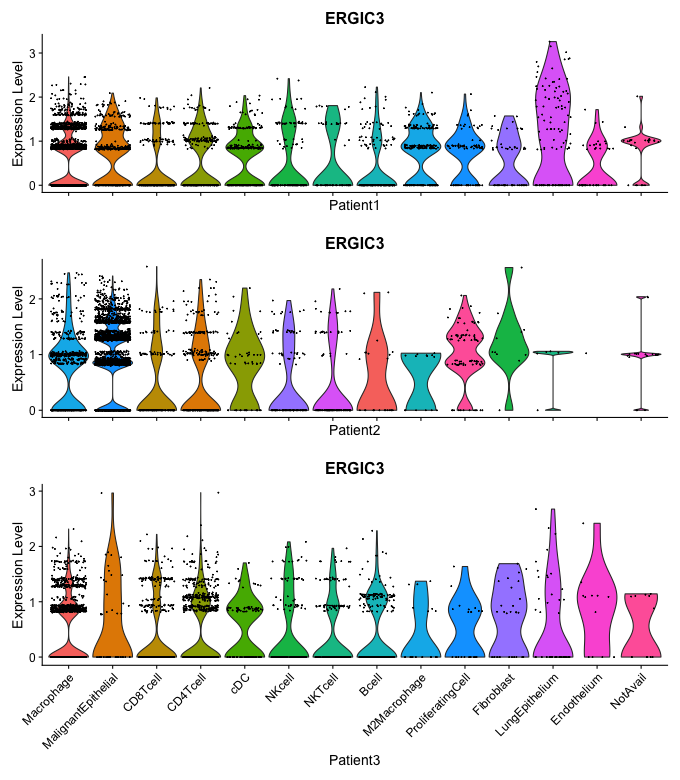 ERGIC3
Expression Level
3
2
1
0
Patient1
ERGIC3
Expression Level
2
1
0
Patient2
ERGIC3
Expression Level
3
2
1
0
Macrophage
MalignantEpithelial
CD8Tcell
CD4Tcell
cDC
NKcell
NKTcell
Bcell
M2Macrophage
ProliferatingCell
Fibroblast
LungEpithelium
Endothelium
NotAvail
Patient3